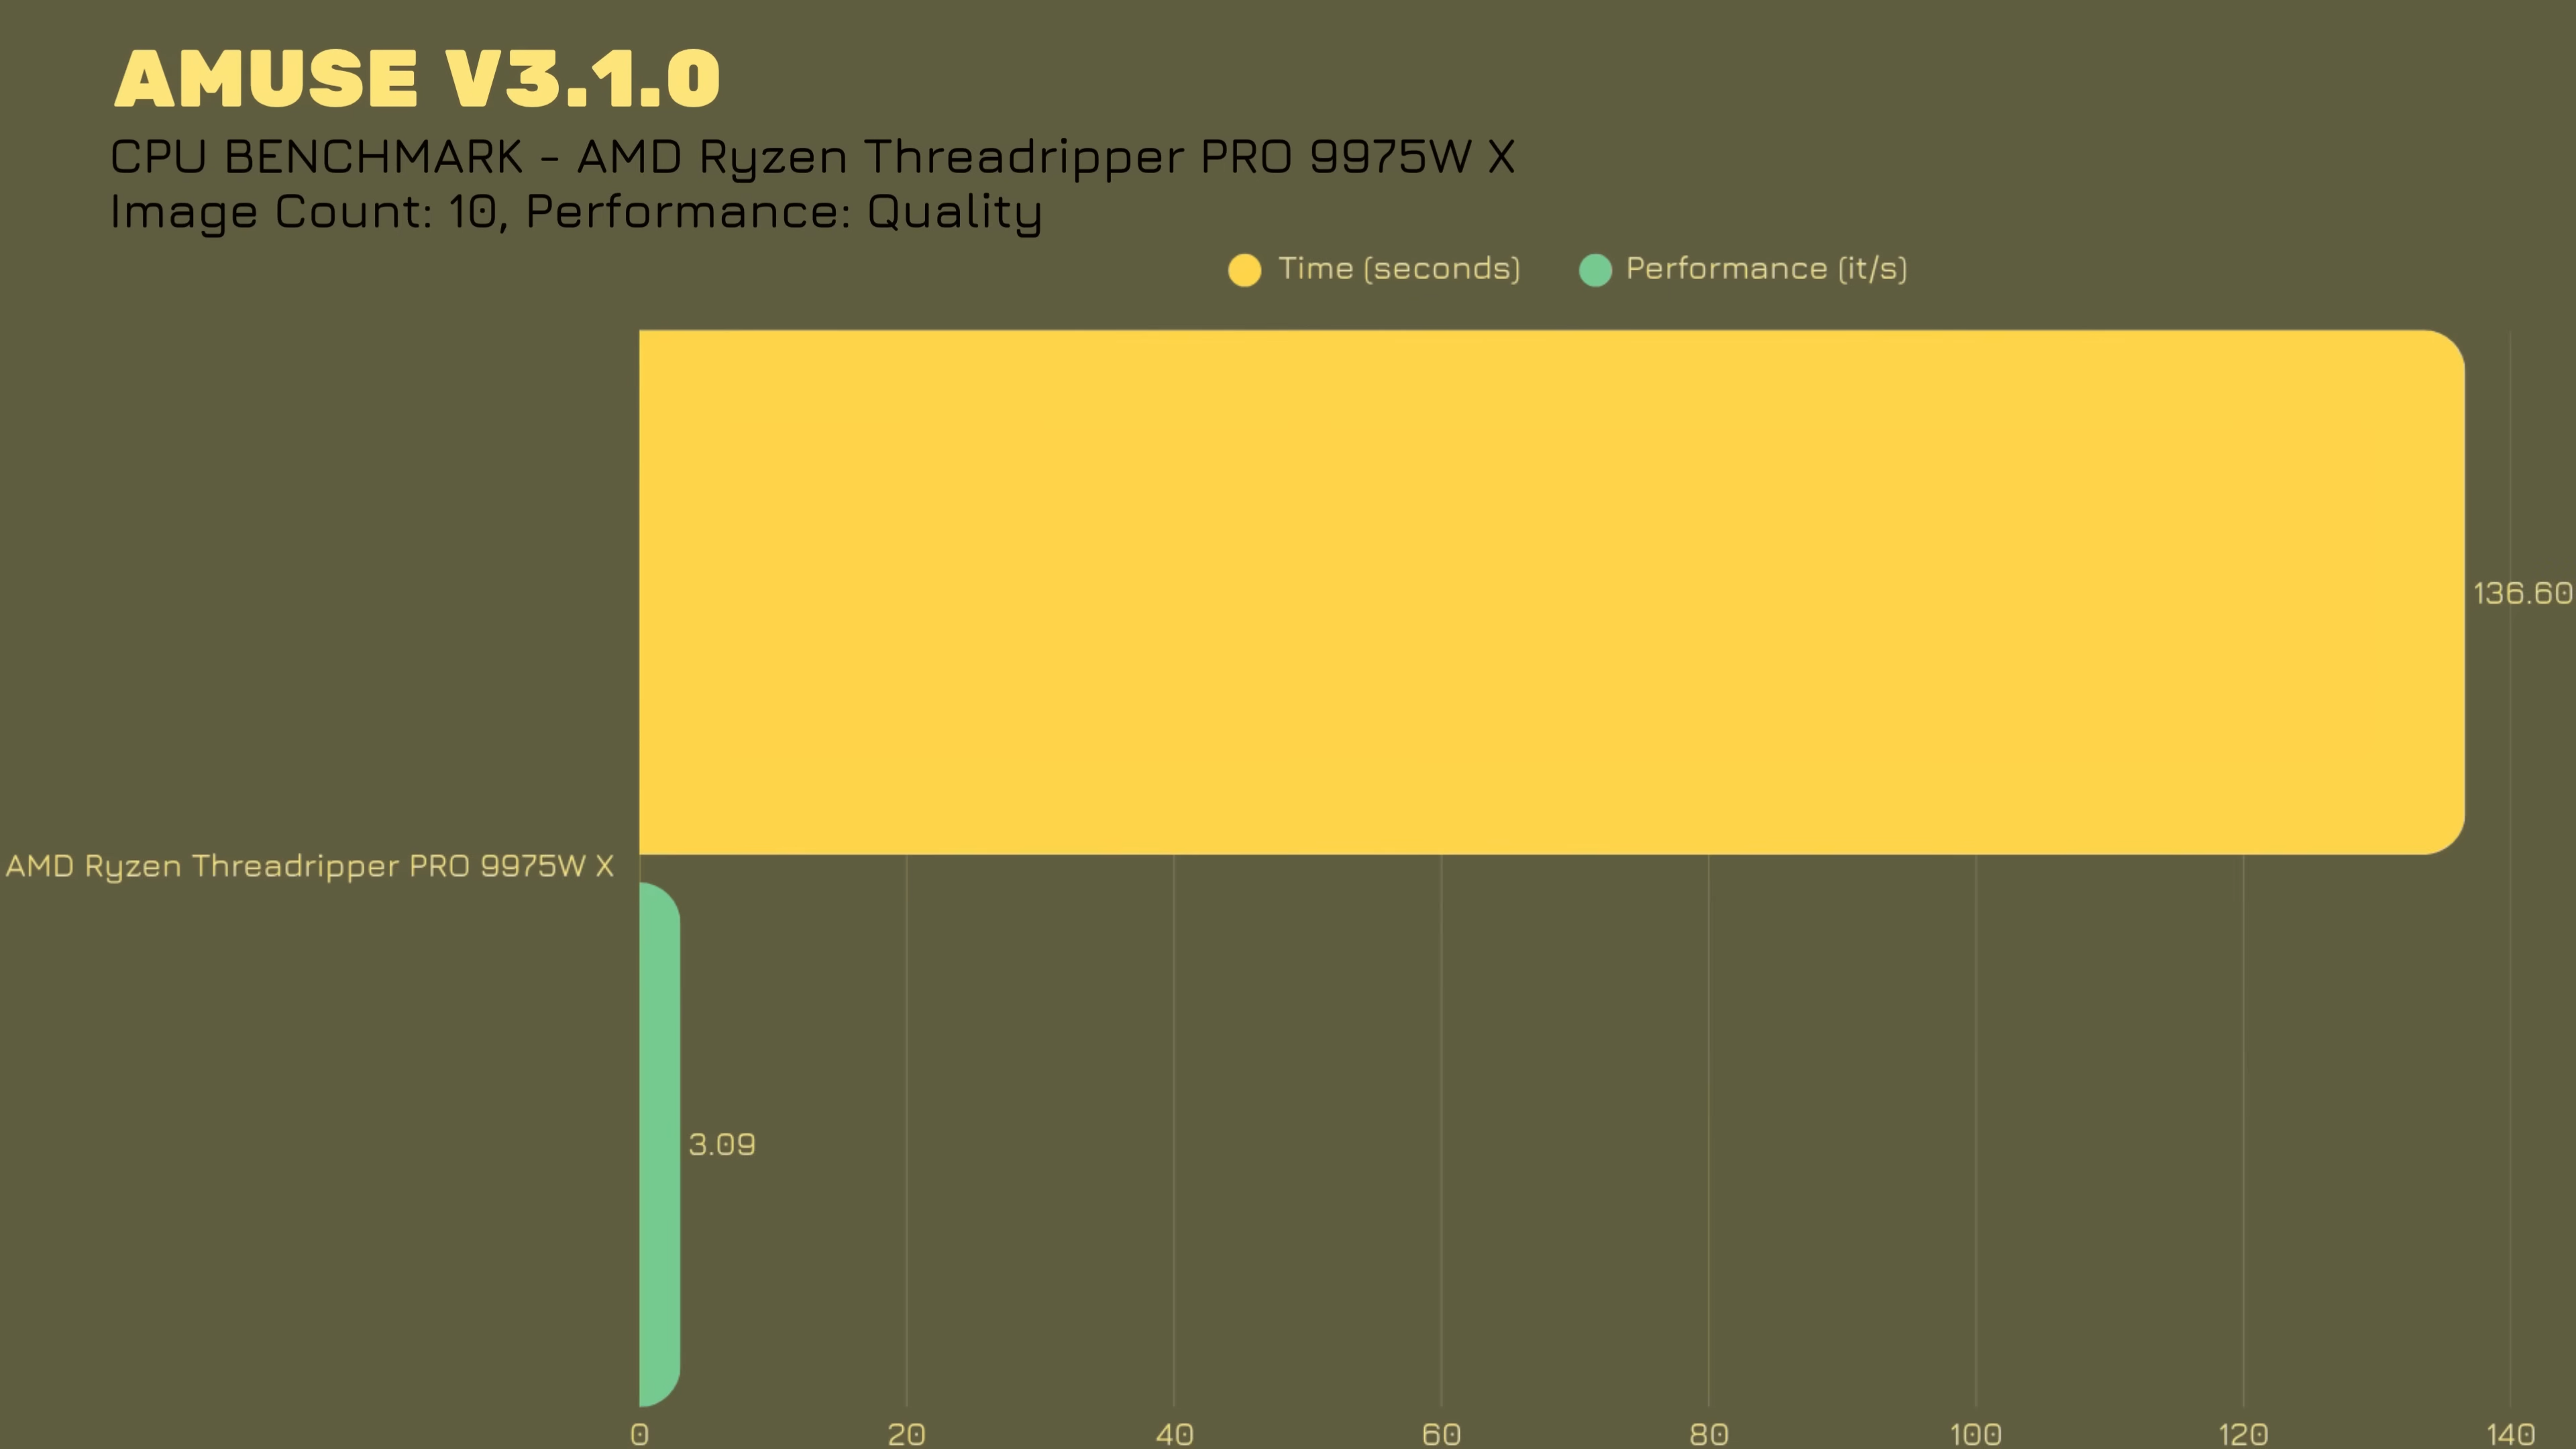 AMUSE V3.1.0
CPU BENCHMARK - AMD Ryzen Threadripper PRO 9975W X
Image Count: 10, Performance: Quality
Time (seconds) Performance (it/s)
136.60
AMD Ryzen Threadripper PRO 9975W X
3.09
0 20 40 60 80 100 120 140